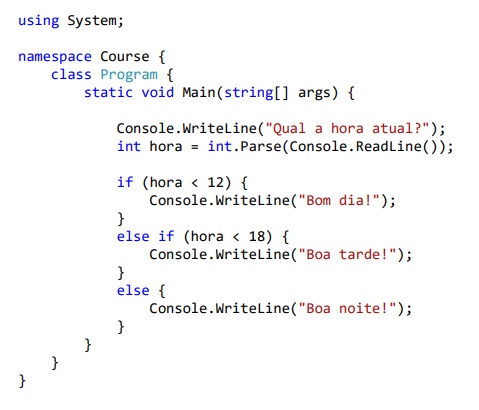 using System;
namespace Course {
class Program {
static void Main(string[] args) {
Console.WriteLine("Qual a hora atual?");
int hora = int.Parse(Console.ReadLine());
if (hora < 12) {
Console.WriteLine("Bom dia!");
}
else if (hora < 18) {
Console.WriteLine("Boa tarde!");
}
else {
Console.WriteLine("Boa noite!");
}
}
}
}